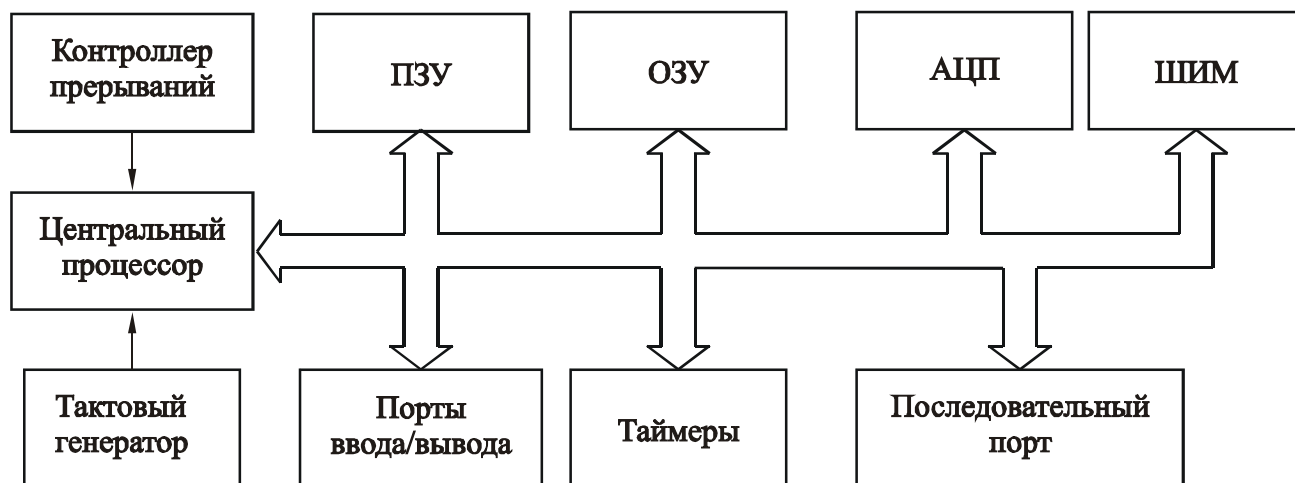 Контроллер
прерываний
ПЗУ
ОЗУ
АЦП
ШИМ
Центральный
процессор
Тактовый
генератор
Порты
ввода/вывода
Таймеры
Последовательный
порт